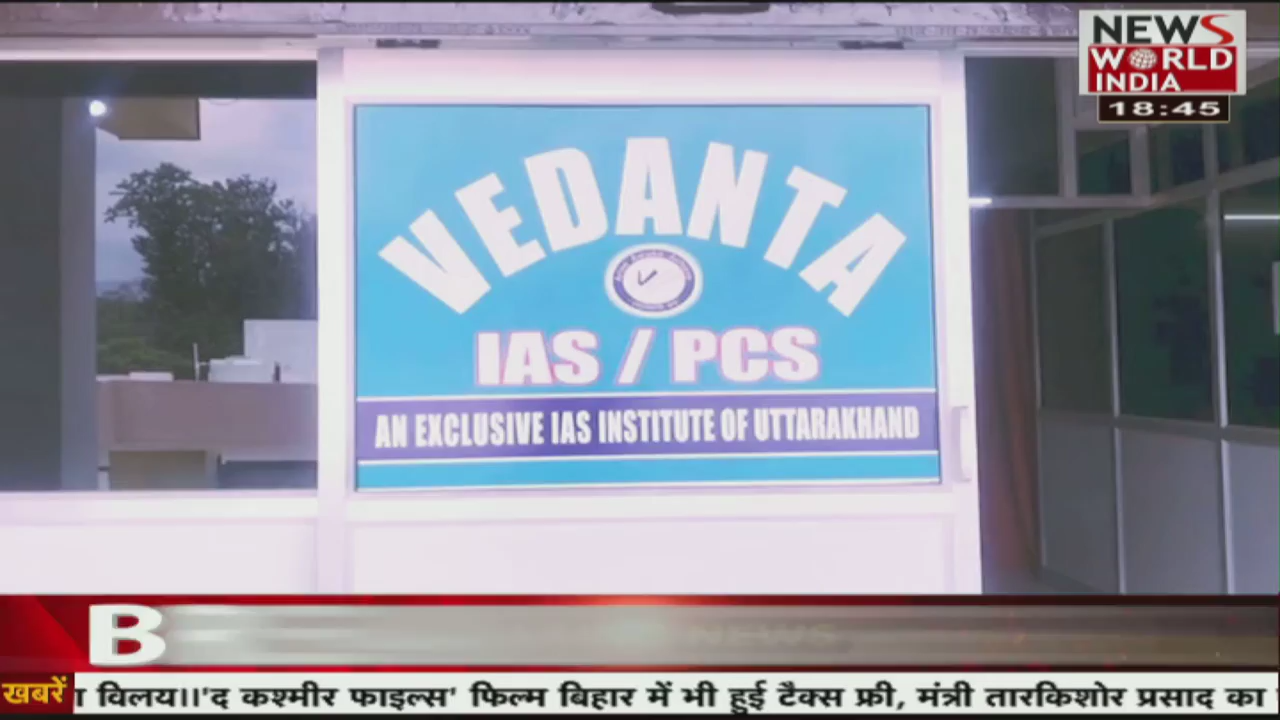 NEWS
WORLD
INDIA
18:45
VEDANTA
IAS / PCS
AN EXCLUSIVE IAS INSTITUTE OF UTTARAKHAND
B
NEWS
खबरें
विलय।।'द कश्मीर फाइल्स' फिल्म बिहार में भी हुई टैक्स फ्री, मंत्री तारकिशोर प्रसाद का